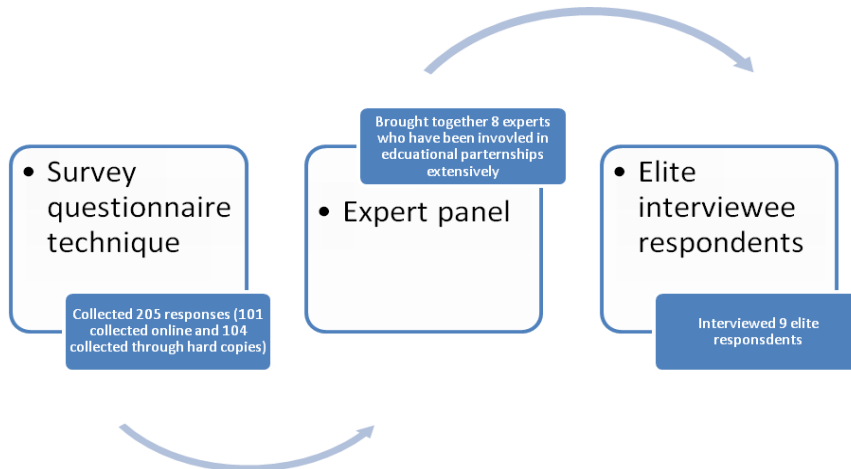 • Survey
questionnaire
technique
Collected 205 responses (101
collected online and 104
collected through hard copies)
Brought together 8 experts
who have been invovled in
edcuational parternships
extensively
• Expert panel
• Elite
interviewee
respondents
Interviewed 9 elite
responsdents